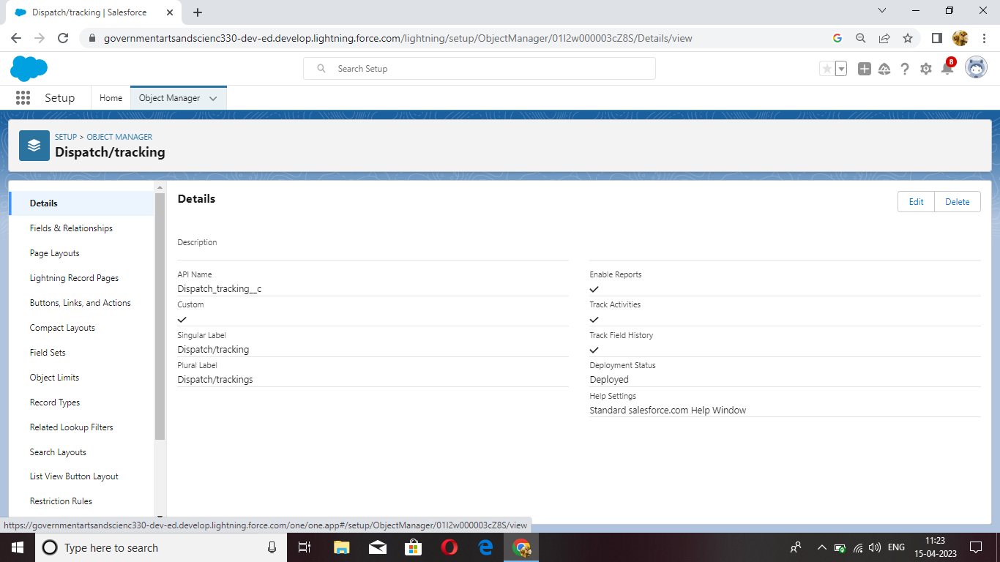 Dispatch/tracking | Salesforce
governmentartsandscienc330-dev-ed.develop.lightning.force.com/lightning/setup/ObjectManager/01I2w000003cZ8S/Details/view
Search Setup
8
Setup
Home
Object Manager
SETUP > OBJECT MANAGER
Dispatch/tracking
Details
Fields & Relationships
Page Layouts
Lightning Record Pages
Buttons, Links, and Actions
Compact Layouts
Field Sets
Object Limits
Record Types
Related Lookup Filters
Search Layouts
List View Button Layout
Restriction Rules
Details
Edit
Delete
Description
API Name
Dispatch_tracking__c
Custom
Singular Label
Dispatch/tracking
Plural Label
Dispatch/trackings
Enable Reports
Track Activities
Track Field History
Deployment Status
Deployed
Help Settings
Standard salesforce.com Help Window
https://governmentartsandscienc330-dev-ed.develop.lightning.force.com/one/one.app#/setup/ObjectManager/01I2w000003cZ8S/view
Type here to search
ENG
11:23
15-04-2023